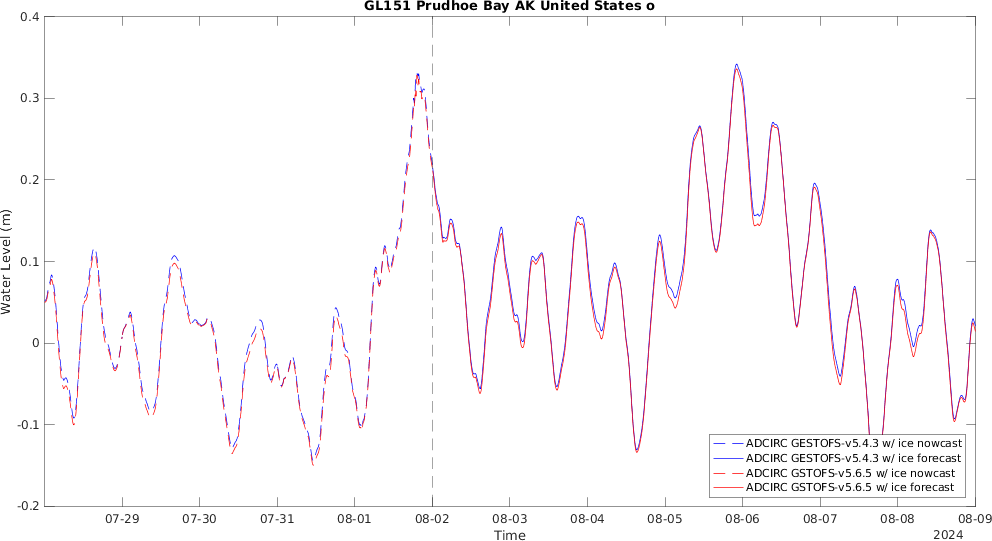 GL151 Prudhoe Bay AK United States o
0.4
0.3
0.2
0.1
0
-0.1
-0.2
Water Level (m)
ADCIRC GESTOFS-v5.4.3 w/ ice nowcast
ADCIRC GESTOFS-v5.4.3 w/ ice forecast
ADCIRC GSTOFS-v5.6.5 w/ ice nowcast
ADCIRC GSTOFS-v5.6.5 w/ ice forecast
07-29 07-30 07-31 08-01 08-02 08-03 08-04 08-05 08-06 08-07 08-08 08-09
Time
2024